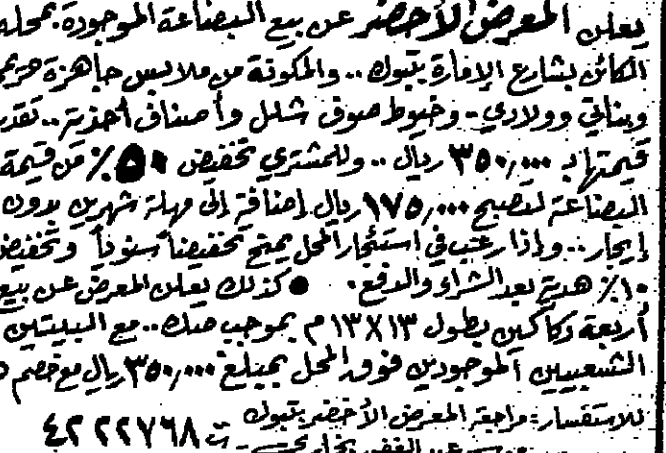 يعلن المعرض الأخضر عن بيع البضاعة الموجودة بمحله
الكائن بشارع الإمارة بتبوك .. والمكونة من ملابس جاهزة حريمي
وبناتي وولادي - وخيوط صوف شلل وأصناف أحذية .. تقدر
قيمتها بـ ٣٥٠,٠٠٠ ريال .. وللمشتري تخفيض ٥٠٪ من قيمة
البضاعة لتصبح ١٧٥,٠٠٠ ريال إضافة إلى مهلة شهرين بدون
إيجار .. وإذا رغب في استئجار المحل يمنح تخفيضاً سنوياً وتخفيض
١٠٪ هدية بعد الشراء والدفع . ● كذلك يعلن المعرض عن بيع
أربعة دكاكين بطول ١٣×١٣م بموجب صك .. مع البيتين
الشعبيين الموجودين فوق المحل بمبلغ ٣٥٠,٠٠٠ ريال مع خصم
للاستفسار : مراجعة المعرض الأخضر بتبوك ت ٤٢٢٢٧٦٨